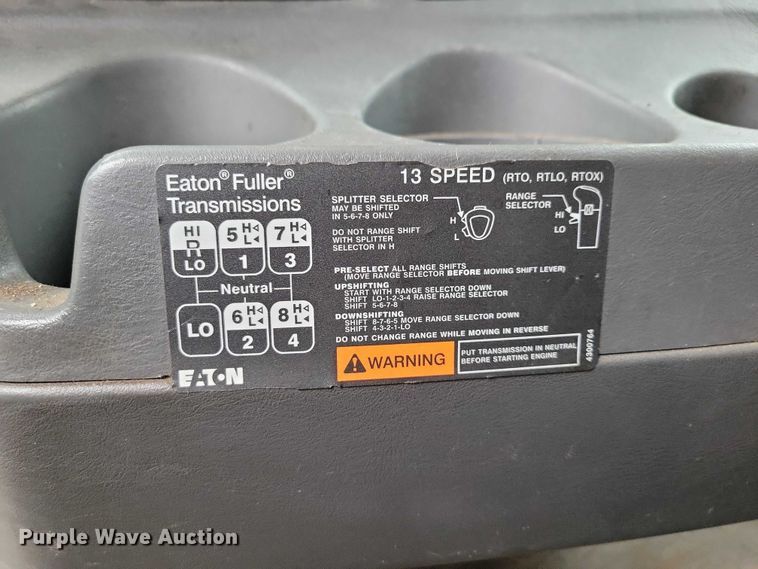 Eaton® Fuller®
Transmissions
13 SPEED (RTO, RTLO, RTOX)
SPLITTER SELECTOR
MAY BE SHIFTED
IN 5-6-7-8 ONLY
DO NOT RANGE SHIFT
WITH SPLITTER
SELECTOR IN H
H
L
RANGE
SELECTOR
HI
LO
HI
R
LO
5 H
L
1
7 H
L
3
Neutral
LO
6 H
L
2
8 H
L
4
PRE-SELECT ALL RANGE SHIFTS
(MOVE RANGE SELECTOR BEFORE MOVING SHIFT LEVER)
UPSHIFTING
START WITH RANGE SELECTOR DOWN
SHIFT LO-1-2-3-4 RAISE RANGE SELECTOR
SHIFT 5-6-7-8
DOWNSHIFTING
SHIFT 8-7-6-5 MOVE RANGE SELECTOR DOWN
SHIFT 4-3-2-1-LO
DO NOT CHANGE RANGE WHILE MOVING IN REVERSE
WARNING
PUT TRANSMISSION IN NEUTRAL
BEFORE STARTING ENGINE
4300764
EATON
Purple Wave Auction